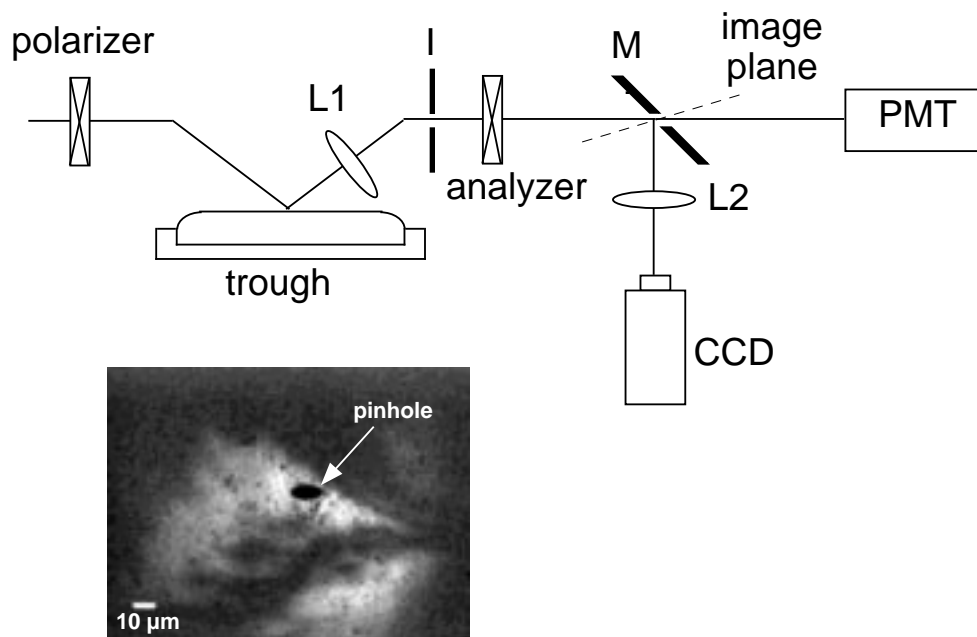 polarizer
L1
I
analyzer
M
image
plane
PMT
L2
trough
CCD
pinhole
10 µm